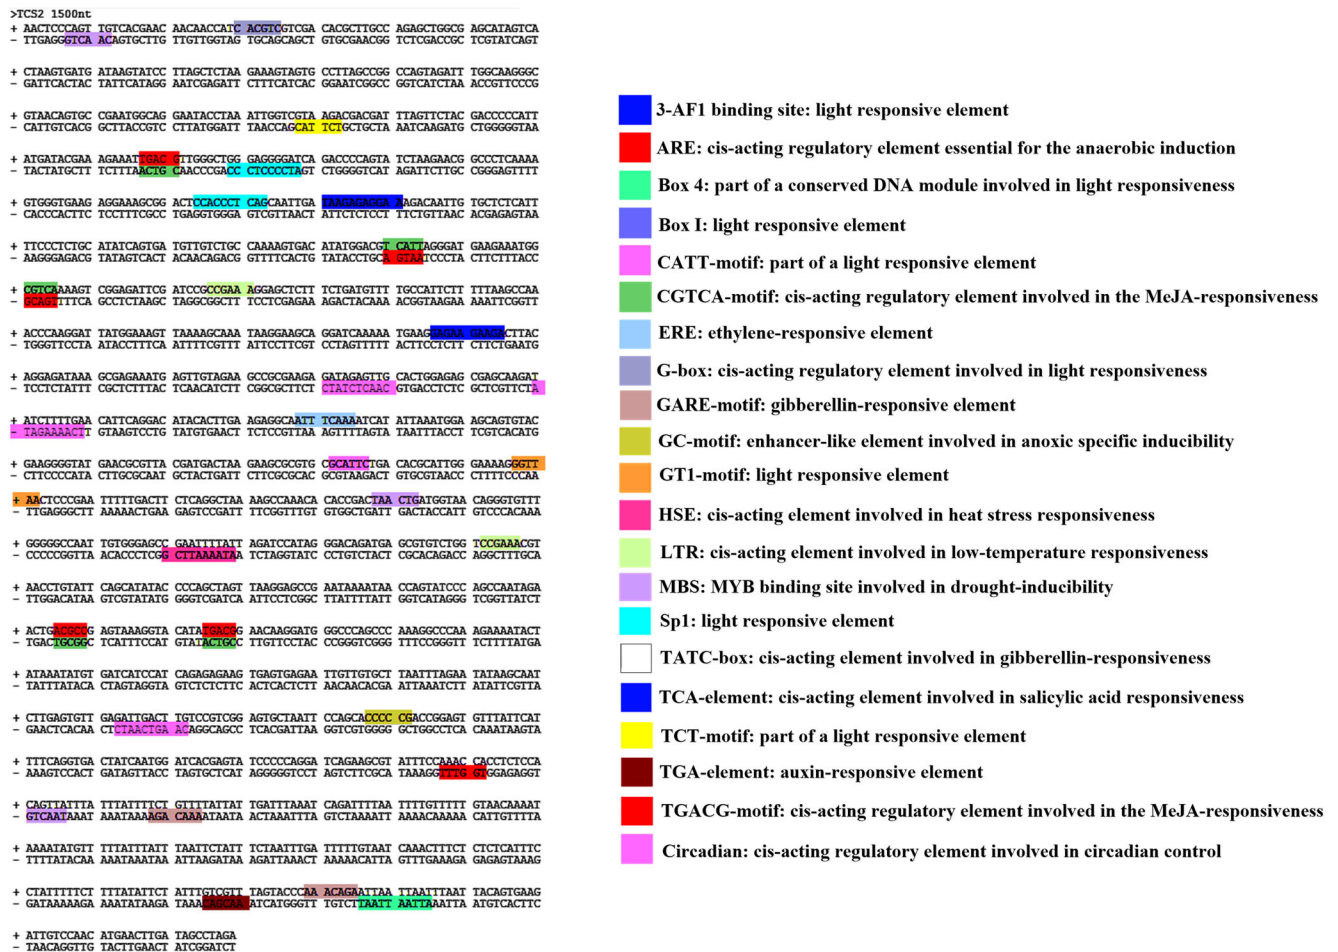 >TCS2 1500nt
+ AACTCCCAGT TGTCACGAAC AACAACCATC ACGTCGTCGA CACGCTTGCC AGAGCTGGCG AGCATAGTCA
- TTGAGGGTCA ACAGTGCTTG TTGTTGGTAG TGCAGCAGCT GTGCGAACGG TCTCGACCGC TCGTATCAGT
+ CTAAGTGATG ATAAGTATCC TTAGCTCTAA GAAAGTAGTG CCTTAGCCGG CCAGTAGATT TGGCAAGGGC
- GATTCACTAC TATTCATAGG AATCGAGATT CTTTCATCAC GGAATCGGCC GGTCATCTAA ACCGTTCCCG
+ GTAACAGTGC CGAATGGCAG GAATACCTAA ATTGGTCGTA AGACGACGAT TTAGTTCTAC GACCCCCATT
- CATTGTCACG GCTTACCGTC CTTATGGATT TAACCAGCAT TCTGCTGCTA AATCAAGATG CTGGGGGTAA
+ ATGATACGAA AGAAATTGAC GTTGGGCTGG GAGGGGATCA GACCCCAGTA TCTAAGAACG GCCCTCAAAA
- TACTATGCTT TCTTTAACTG CAACCCGACC CTCCCCTAGT CTGGGGTCAT AGATTCTTGC CGGGAGTTTT
+ GTGGGTGAAG AGGAAAGCGG ACTCCACCCT CAGCAATTGA TAAGAGAGGA AAGACAATTG TGCTCTCATT
- CACCCACTTC TCCTTTCGCC TGAGGTGGGA GTCGTTAACT ATTCTCTCCT TTCTGTTAAC ACGAGAGTAA
+ TTCCCTCTGC ATATCAGTGA TGTTGTCTGC CAAAAGTGAC ATATGGACGT CATTAGGGAT GAAGAAATGG
- AAGGGAGACG TATAGTCACT ACAACAGACG GTTTTCACTG TATACCTGCA GTAATCCCTA CTTCTTTACC
+ CGTCAAAAGT CGGAGATTCG GATCCGCCGA AAGGAGCTCTT TCTGATGTTT TGCCATTCTT TTTAAGCCAA
- GCAGTTTTCA GCCTCTAAGC TAGGCGGCTT TCCTCGAGAA AGACTACAAA ACGGTAAGAA AAATTCGGTT
+ ACCCAAGGAT TATGGAAAGT TAAAAGCAAA TAAGGAAGCA GGATCAAAAA TGAAGGAGAA GAAGACTTAC
- TGGGTTCCTA ATACCTTTCA ATTTTCGTTT ATTCCTTCGT CCTAGTTTTT ACTTCCTCTT CTTCTGAATG
+ AGGAGATAAA GCGAGAAATG GAGTTGTAGAA GCCGCGAAGA GATAGAGTTG CACTGGAGAG CGAGCAAGAT
- TCCTCTATTT CGCTCTTTAC TCAACATCTT CGGCGCTTCT CTATCTCAAC GTGACCTCTC GCTCGTTCTA
+ ATCTTTTGAA CATTCAGGAC ATACACTTGA AGAGGCAATT TCAAAATCAT ATTAAATGGA AGCAGTGTAC
- TAGAAAACTT GTAAGTCCTG TATGTGAACT TCTCCGTTAA AGTTTTAGTA TAATTTACCT TCGTCACATG
+ GAAGGGGTAT GAACGCGTTA CGATGACTAA GAAGCGCGTG CGCATTCTGA CACGCATTGG GAAAAGGGTT
- CTTCCCCATA CTTGCGCAAT GCTACTGATT CTTCGCGCAC GCGTAAGACT GTGCGTAACC CTTTTCCCAA
+ AACTCCCGAA TTTTTGACTT CTCAGGCTAA AAGCCAAACA CACCGACTAA CTGATGGTAAC AGGGTGTTT
- TTGAGGGCTT AAAAACTGAA GAGTCCGATT TTCGGTTTGT GTGGCTGATT GACTACCATT GTCCCACAAA
+ GGGGGCCAAT TGTGGGAGCC GAATTTTATT AGATCCATAG GGACAGATGA GCGTGTCTGG TCCGAAACGT
- CCCCCGGTTA ACACCCTCGG CTTAAAATAA TCTAGGTATC CCTGTCTACT CGCACAGACC AGGCTTTGCA
+ AACCTGTATT CAGCATATAC CCCAGCTAGT TAAGGAGCCG AATAAAATAA CCAGTATCCC AGCCAATAGA
- TTGGACATAA GTCGTATATG GGGTCGATCA ATTCCTCGGC TTATTTTATT GGTCATAGGG TCGGTTATCT
+ ACTGACGCCG AGTAAAGGTA CATATGACGG AACAAGGATG GGCCCAGCCC AAAGGCCCAA AGAAAATACT
- TGACTGCGGC TCATTTCCAT GTATACTGCC TTGTTCCTAC CCGGGTCGGG TTTCCGGGTT TCTTTTATGA
+ ATAAATATGT GATCATCCAT CAGAGAGAAG TGAGTGAGAA TTGTTGTGCT TAATTTAGAA TATAAGCAAT
- TATTTATACA CTAGTAGGTA GTCTCTCTTC ACTCACTCTT AACAACACGA ATTAAATCTT ATATTCGTTA
+ CTTGAGTGTT GAGATTGACT TGTCCGTCGG AGTGCTAATT CCAGCACCCC CGACCGGAGT GTTTATTCAT
- GAACTCACAA CTCTAACTGA ACAGGCAGCC TCACGATTAA GGTCGTGGGG GCTGGCCTCA CAAATAAGTA
+ TTTCAGGTGA CTATCAATGG ATCACGAGTA TCCCCCAGGA TCAGAAGCGT ATTTCCAAAC CACCTCTCCA
- AAAGTCCACT GATAGTTACC TAGTGCTCAT AGGGGGTCCT AGTCTTCGCA TAAAGGTTTG GTGGAGAGGT
+ CAGTTATTTA TTTATTTTCT GTTTTATTAT TGATTTAAAT CAGATTTTAA TTTTGTTTTT GTAACAAAAT
- GTCAATAAAT AAATAAAAGA CAAAATAATA ACTAAATTTA GTCTAAAATT AAAACAAAAA CATTGTTTTA
+ AAAATATGTT TTTATTTATT TAATTCTATT TCTAATTTGAT TTTTTGTAAT CAAACTTTCT CTCTCATTTC
- TTTTATACAA AAATAAATAA ATTAAGATAA AGATTAAACT AAAAACATTA GTTTGAAAGA GAGAGTAAAG
+ CTATTTTTCT TTTATATTCT ATTTGTCGTT TAGTACCCAA ACAGAATTAA TTAATTTAAT TACAGTGAAG
- GATAAAAAGA AAATATAAGA TAAACAGCAA ATCATGGGTT TGTCTTAATT AATTAAATTA ATGTCACTTC
+ ATTGTCCAAC ATGAACTTGA TAGCCTAGA
- TAACAGGTTG TACTTGAACT ATCGGATCT
3-AF1 binding site: light responsive element
ARE: cis-acting regulatory element essential for the anaerobic induction
Box 4: part of a conserved DNA module involved in light responsiveness
Box I: light responsive element
CATT-motif: part of a light responsive element
CGTCA-motif: cis-acting regulatory element involved in the MeJA-responsiveness
ERE: ethylene-responsive element
G-box: cis-acting regulatory element involved in light responsiveness
GARE-motif: gibberellin-responsive element
GC-motif: enhancer-like element involved in anoxic specific inducibility
GT1-motif: light responsive element
HSE: cis-acting element involved in heat stress responsiveness
LTR: cis-acting element involved in low-temperature responsiveness
MBS: MYB binding site involved in drought-inducibility
Sp1: light responsive element
TATC-box: cis-acting element involved in gibberellin-responsiveness
TCA-element: cis-acting element involved in salicylic acid responsiveness
TCT-motif: part of a light responsive element
TGA-element: auxin-responsive element
TGACG-motif: cis-acting regulatory element involved in the MeJA-responsiveness
Circadian: cis-acting regulatory element involved in circadian control